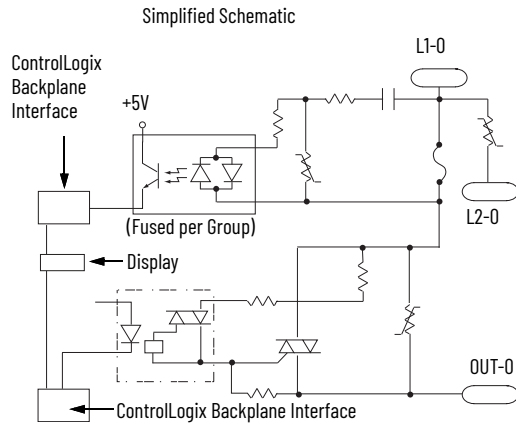 Simplified Schematic
L1-0
ControlLogix
Backplane
Interface
+5V
L2-0
(Fused per Group)
Display
OUT-0
ControlLogix Backplane Interface